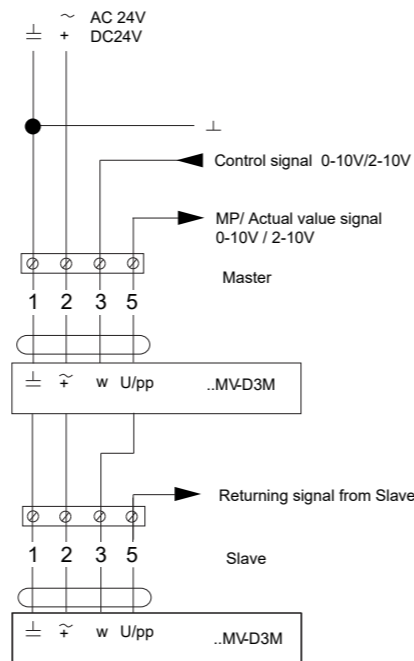 ~ AC 24V
⊥ + DC24V
⊥
Control signal 0-10V/2-10V
MP/ Actual value signal
0-10V / 2-10V
Master
1 2 3 5
⊥ ~+ w U/pp ..MV-D3M
Returning signal from Slave
1 2 3 5
Slave
⊥ ~+ w U/pp ..MV-D3M